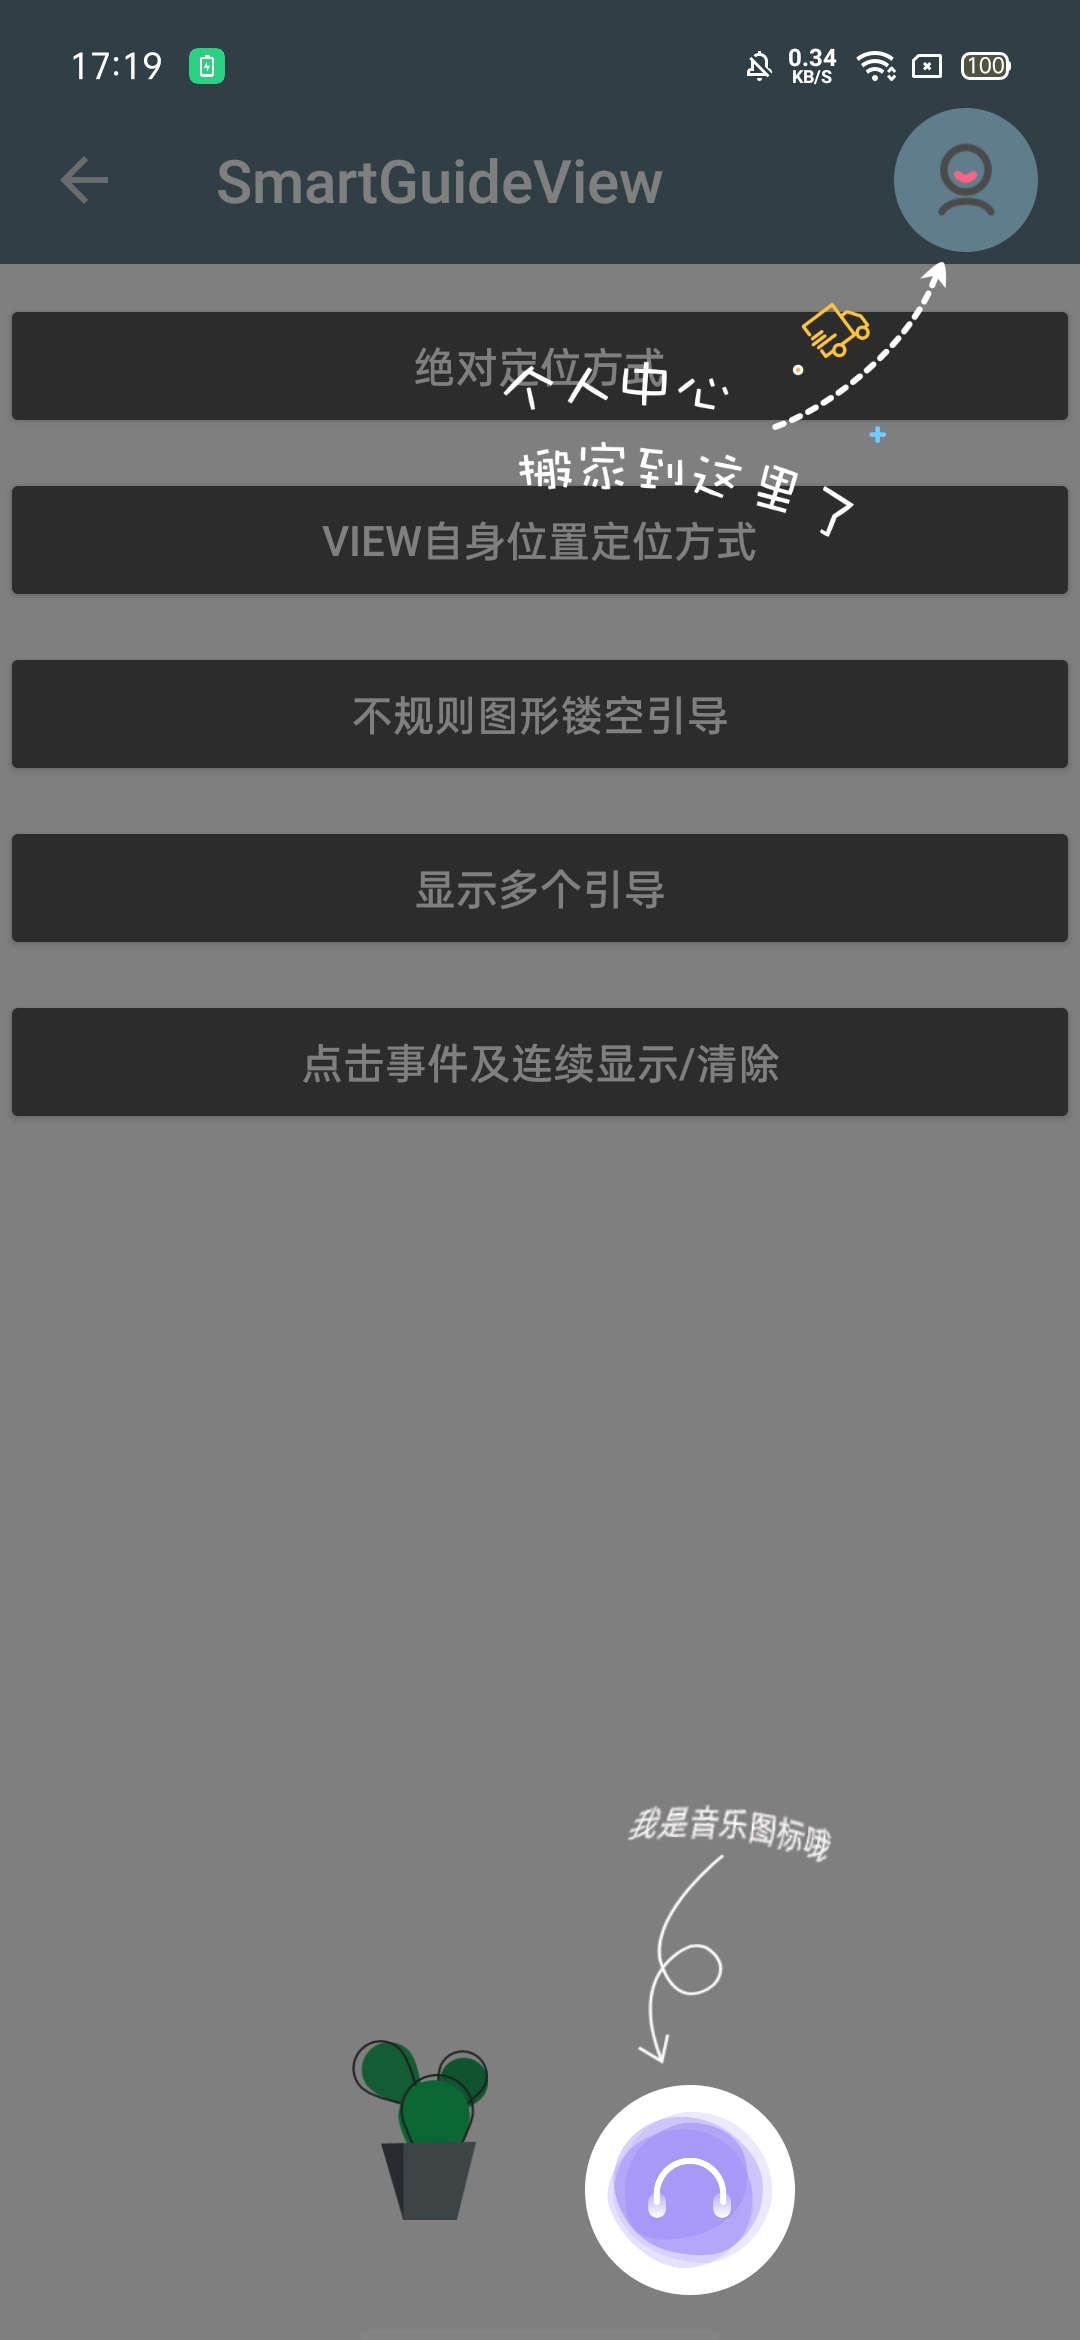 17:19
0.34
KB/S
100
SmartGuideView
绝对定位方式
个人中心
搬家到这里了
VIEW自身位置定位方式
不规则图形镂空引导
显示多个引导
点击事件及连续显示/清除
我是音乐图标哦